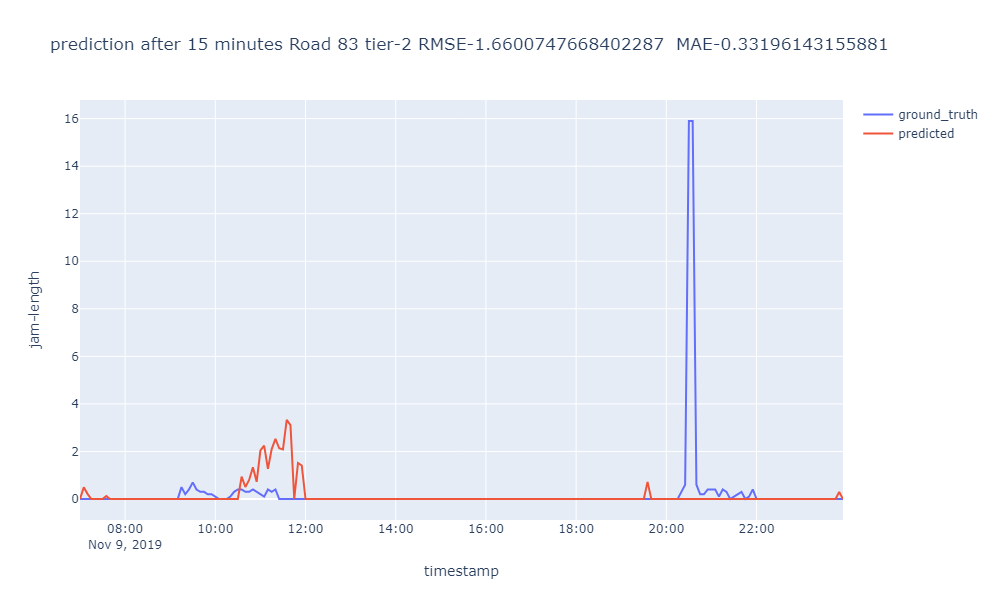 prediction after 15 minutes Road 83 tier-2 RMSE-1.6600747668402287  MAE-0.33196143155881
ground_truth
predicted
16
14
12
10
8
6
4
2
0
jam-length
08:00 10:00 12:00 14:00 16:00 18:00 20:00 22:00
Nov 9, 2019
timestamp